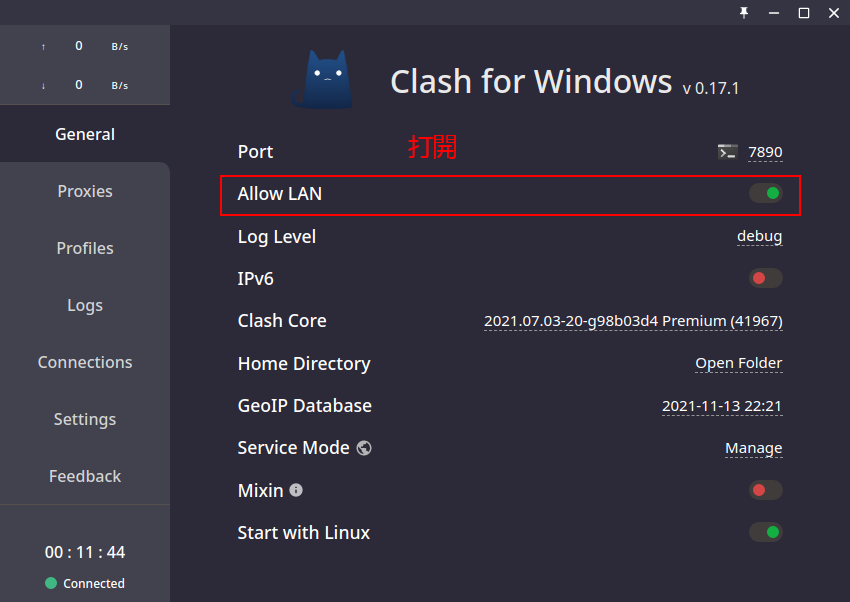 ↑ 0 B/s
↓ 0 B/s
General
Proxies
Profiles
Logs
Connections
Settings
Feedback
00 : 11 : 44
Connected
Clash for Windows v 0.17.1
打開
Port 7890
Allow LAN
Log Level debug
IPv6
Clash Core 2021.07.03-20-g98b03d4 Premium (41967)
Home Directory Open Folder
GeoIP Database 2021-11-13 22:21
Service Mode Manage
Mixin
Start with Linux